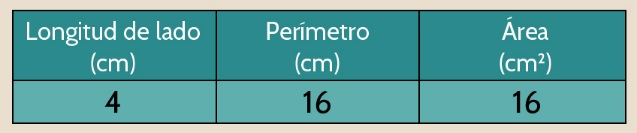 Longitud de lado Perímetro Área
(cm) (cm) (cm²)
4 16 16